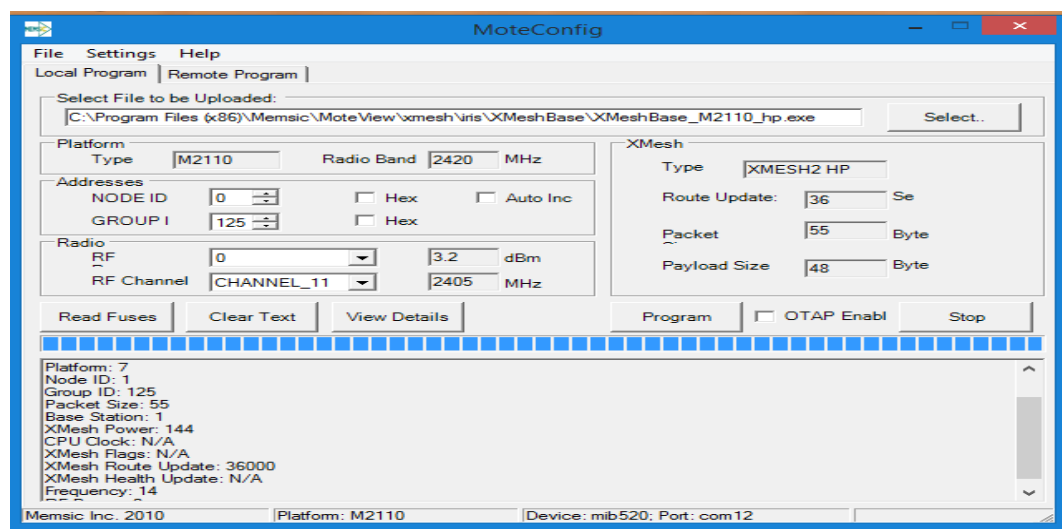 MoteConfig
File Settings Help
Local Program Remote Program
Select File to be Uploaded:
C:\Program Files (x86)\Memsic\MoteView\xmesh\iris\XMeshBase\XMeshBase_M2110_hp.exe Select..
Platform
Type M2110 Radio Band 2420 MHz
Addresses
NODE ID 0 Hex Auto Inc
GROUP I 125 Hex
Radio
RF 0 3.2 dBm
RF Channel CHANNEL_11 2405 MHz
XMesh
Type XMESH2 HP
Route Update: 36 Se
Packet 55 Byte
Payload Size 48 Byte
Read Fuses Clear Text View Details Program OTAP Enabl Stop
Platform: 7
Node ID: 1
Group ID: 125
Packet Size: 55
Base Station: 1
XMesh Power: 144
CPU Clock: N/A
XMesh Flags: N/A
XMesh Route Update: 36000
XMesh Health Update: N/A
Frequency: 14
Memsic Inc. 2010 Platform: M2110 Device: mib520; Port: com12